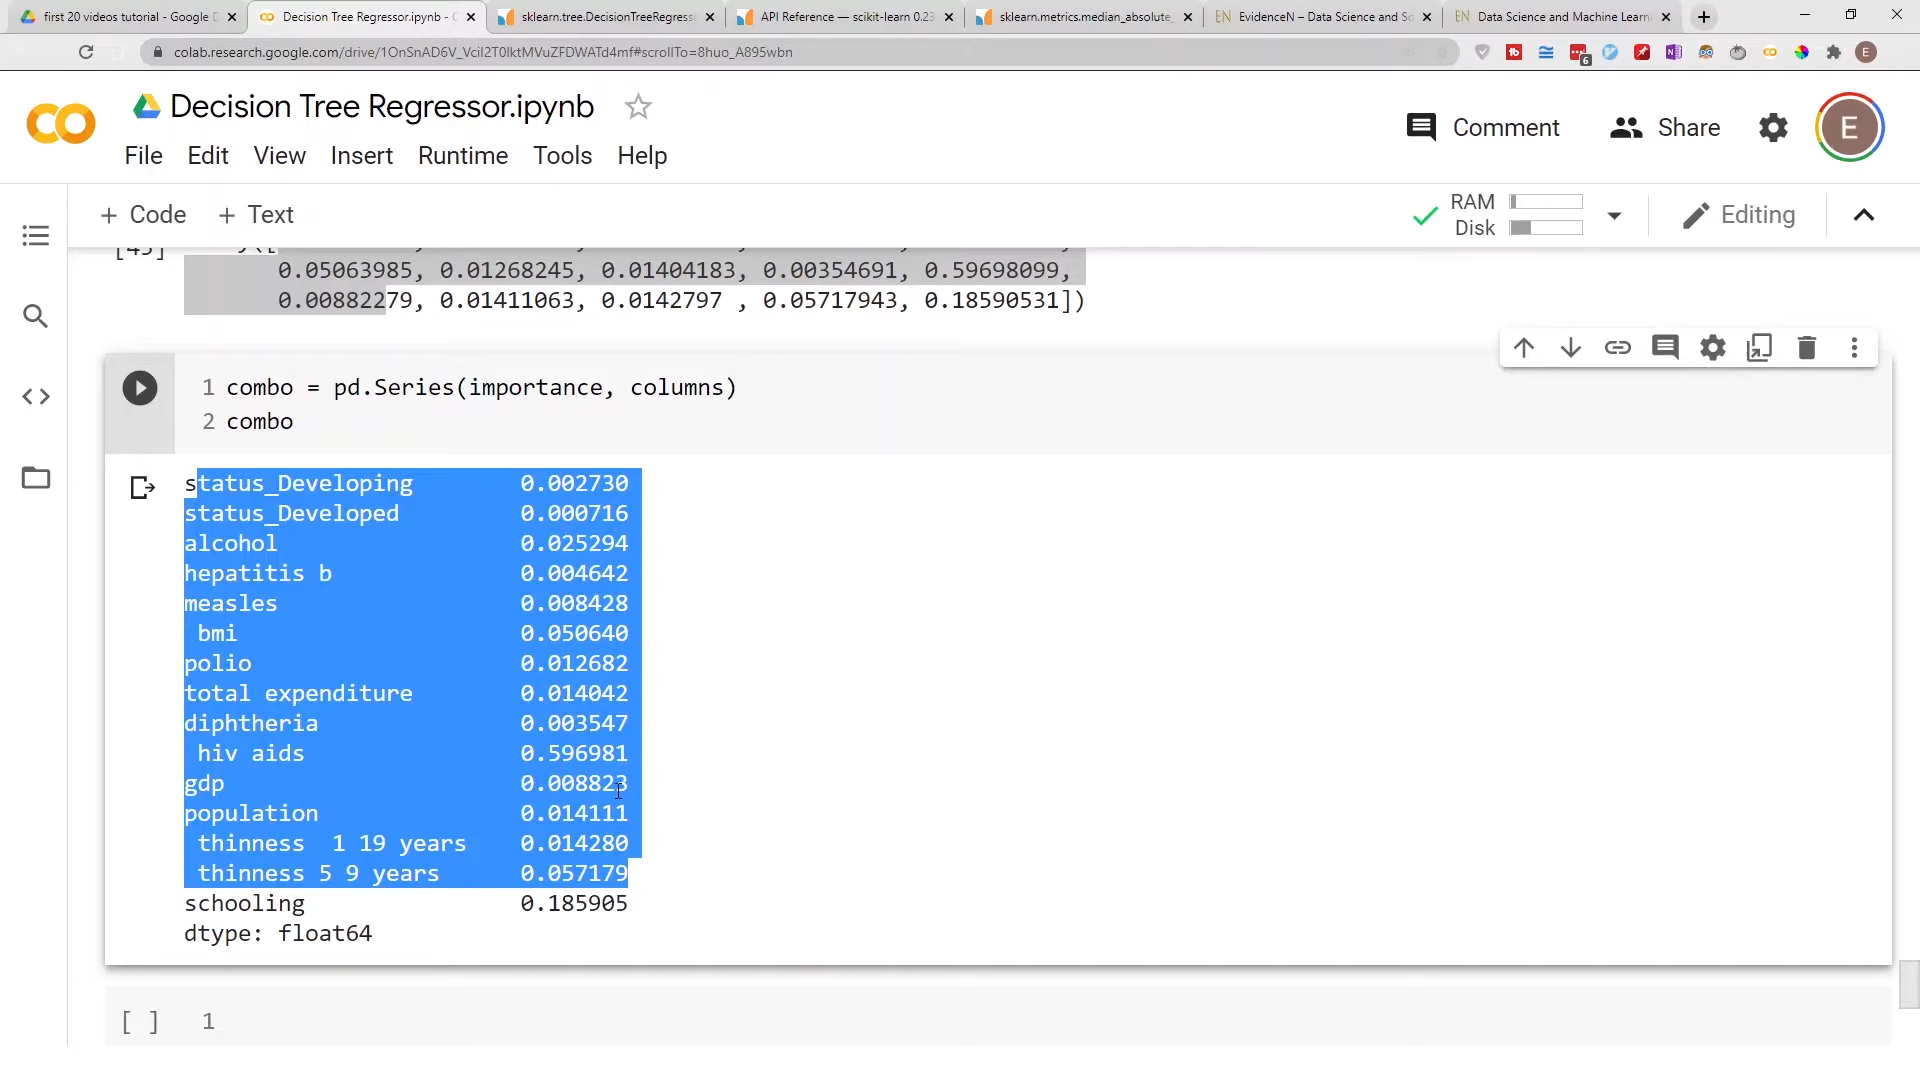 first 20 videos tutorial - Google D
Decision Tree Regressor.ipynb - C
sklearn.tree.DecisionTreeRegress
API Reference — scikit-learn 0.23
sklearn.metrics.median_absolute_
EN EvidenceN – Data Science and So
EN Data Science and Machine Learni
colab.research.google.com/drive/1OnSnAD6V_Vcil2T0lktMVuZFDWATd4mf#scrollTo=8huo_A895wbn
6
E
CO Decision Tree Regressor.ipynb
Comment Share E
File Edit View Insert Runtime Tools Help
+ Code + Text
RAM
Disk
Editing
0.05063985, 0.01268245, 0.01404183, 0.00354691, 0.59698099,
0.00882279, 0.01411063, 0.0142797 , 0.05717943, 0.18590531])
1 combo = pd.Series(importance, columns)
2 combo
status_Developing 0.002730
status_Developed 0.000716
alcohol 0.025294
hepatitis b 0.004642
measles 0.008428
bmi 0.050640
polio 0.012682
total expenditure 0.014042
diphtheria 0.003547
hiv aids 0.596981
gdp 0.008823
population 0.014111
thinness  1 19 years 0.014280
thinness 5 9 years 0.057179
schooling 0.185905
dtype: float64
[ ] 1